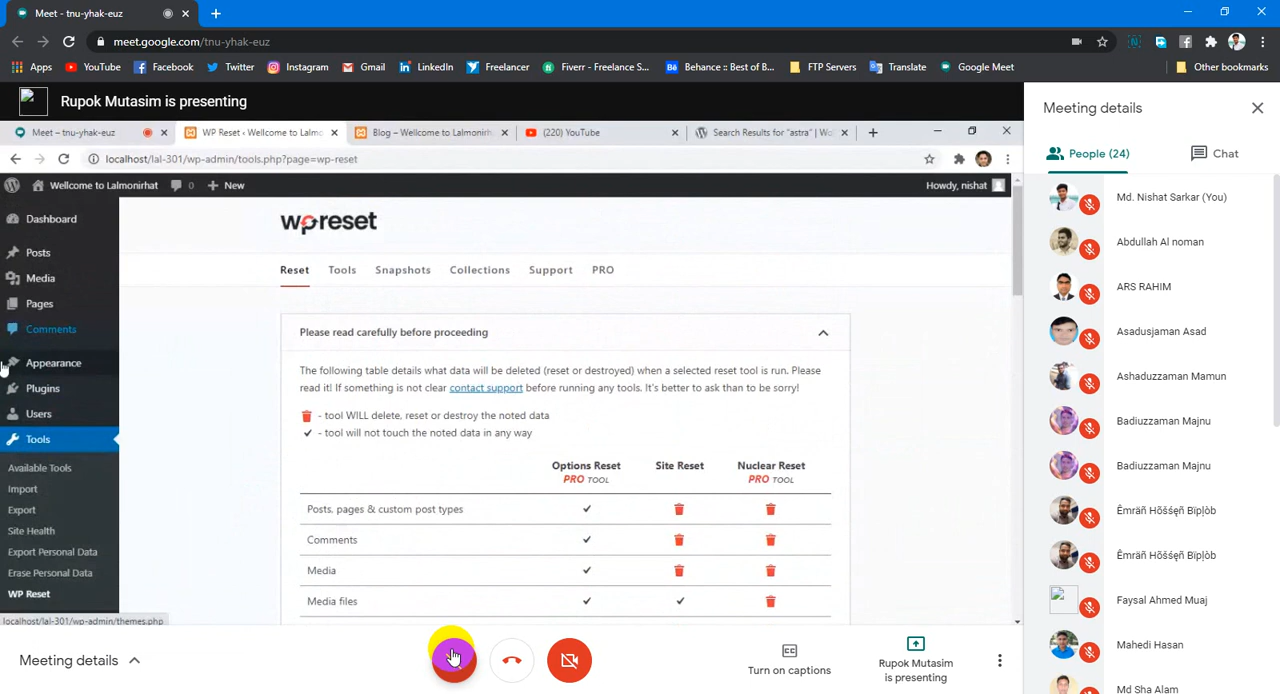 Meet - tnu-yhak-euz
meet.google.com/tnu-yhak-euz
Apps YouTube Facebook Twitter Instagram Gmail LinkedIn Freelancer Fiverr - Freelance S... Behance :: Best of B... FTP Servers Translate Google Meet Other bookmarks
Rupok Mutasim is presenting
Meet – tnu-yhak-euz WP Reset ‹ Wellcome to Lalmo Blog – Wellcome to Lalmonirh (220) YouTube Search Results for "astra" | Wo
localhost/lal-301/wp-admin/tools.php?page=wp-reset
Wellcome to Lalmonirhat 0 New Howdy, nishat
Dashboard
Posts
Media
Pages
Comments
Appearance
Plugins
Users
Tools
Available Tools
Import
Export
Site Health
Export Personal Data
Erase Personal Data
WP Reset
localhost/lal-301/wp-admin/themes.php
wpreset
Reset Tools Snapshots Collections Support PRO
Please read carefully before proceeding
The following table details what data will be deleted (reset or destroyed) when a selected reset tool is run. Please
read it! If something is not clear contact support before running any tools. It's better to ask than to be sorry!
- tool WILL delete, reset or destroy the noted data
- tool will not touch the noted data in any way
Options Reset Site Reset Nuclear Reset
PRO TOOL PRO TOOL
Posts, pages & custom post types
Comments
Media
Media files
Meeting details
Turn on captions
Rupok Mutasim
is presenting
Meeting details
People (24) Chat
Md. Nishat Sarkar (You)
Abdullah Al noman
ARS RAHIM
Asadusjaman Asad
Ashaduzzaman Mamun
Badiuzzaman Majnu
Badiuzzaman Majnu
Êmräñ Hõšśęñ Bïpļòb
Êmräñ Hõšśęñ Bïpļòb
Faysal Ahmed Muaj
Mahedi Hasan
Md Sha Alam